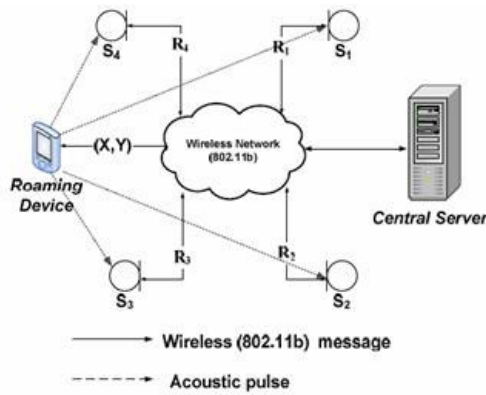 R₄
R₁
S₄
S₁
(X,Y)
Wireless Network
(802.11b)
Roaming
Device
Central Server
R₃
R₂
S₃
S₂
Wireless (802.11b) message
Acoustic pulse